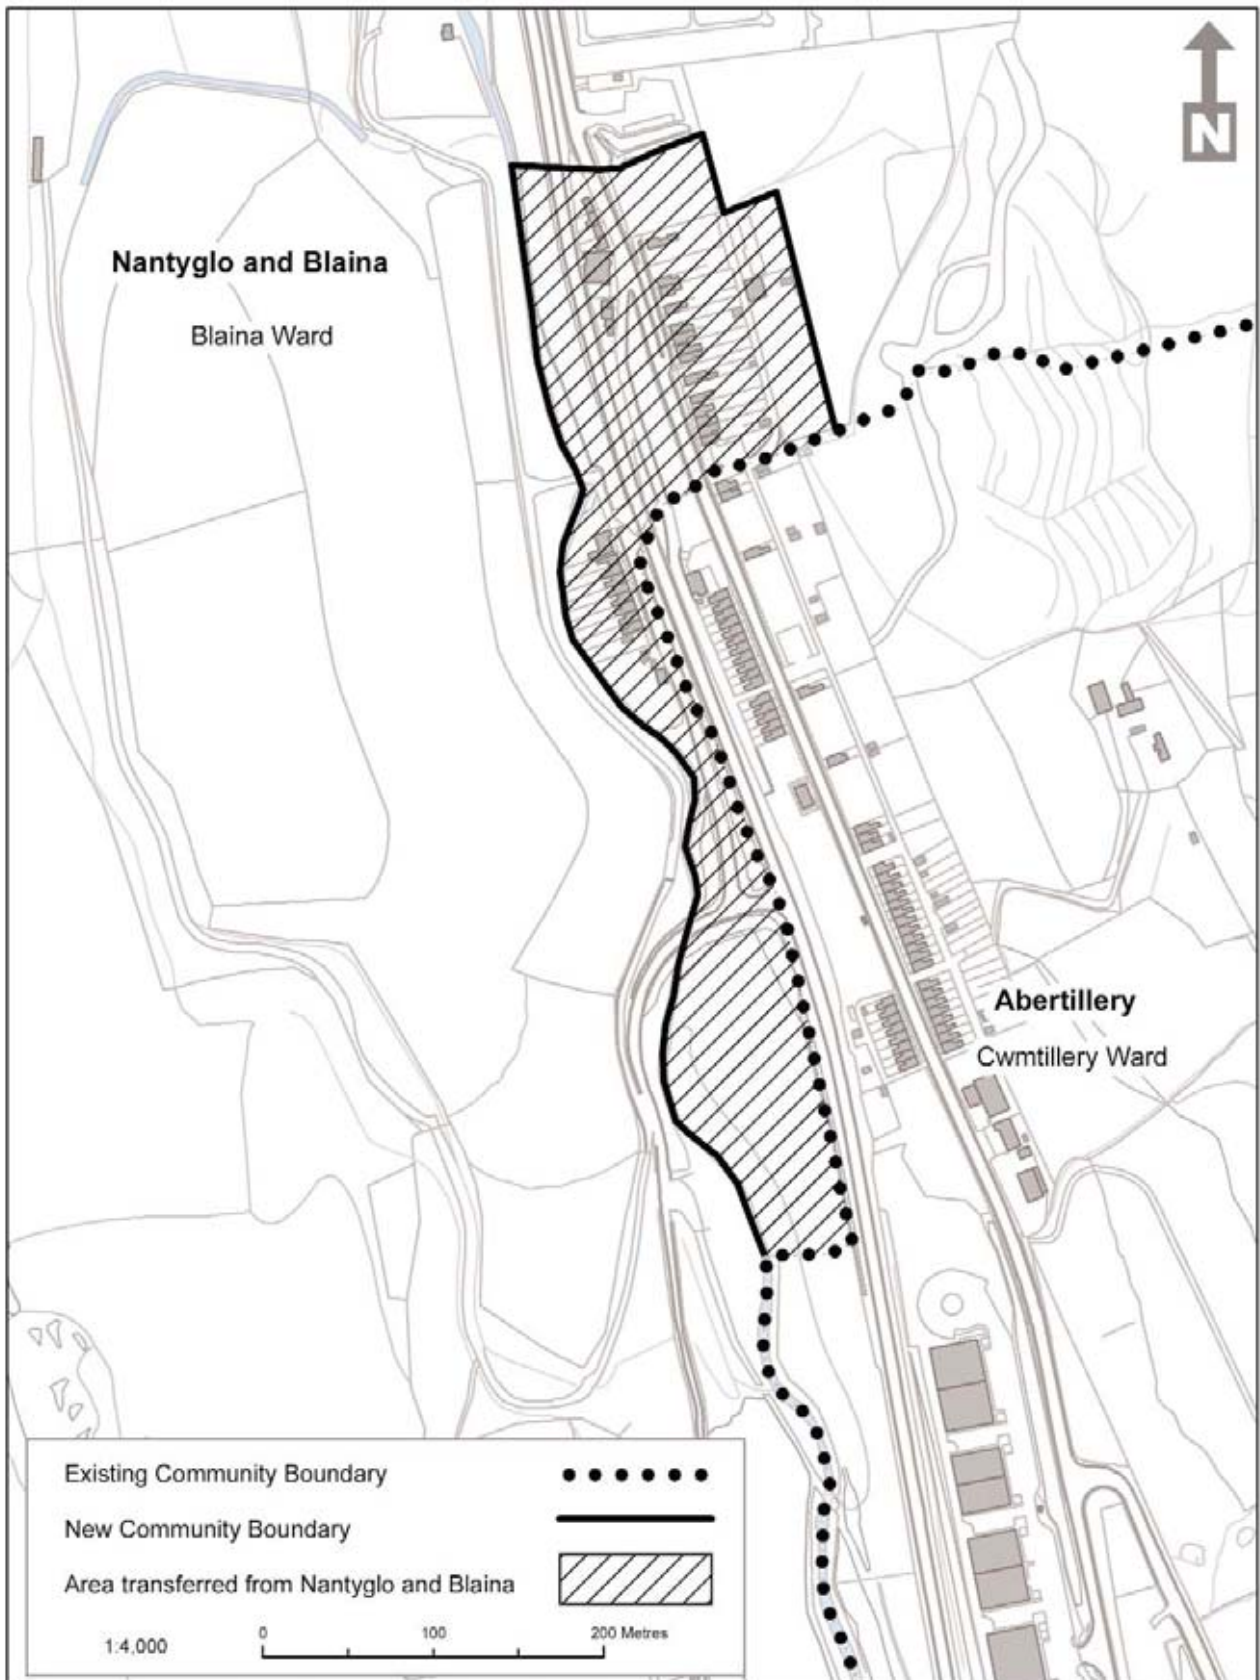 N
Nantyglo and Blaina
Blaina Ward
Abertillery
Cwmtillery Ward
Existing Community Boundary
New Community Boundary
Area transferred from Nantyglo and Blaina
1:4,000
0 100 200 Metres